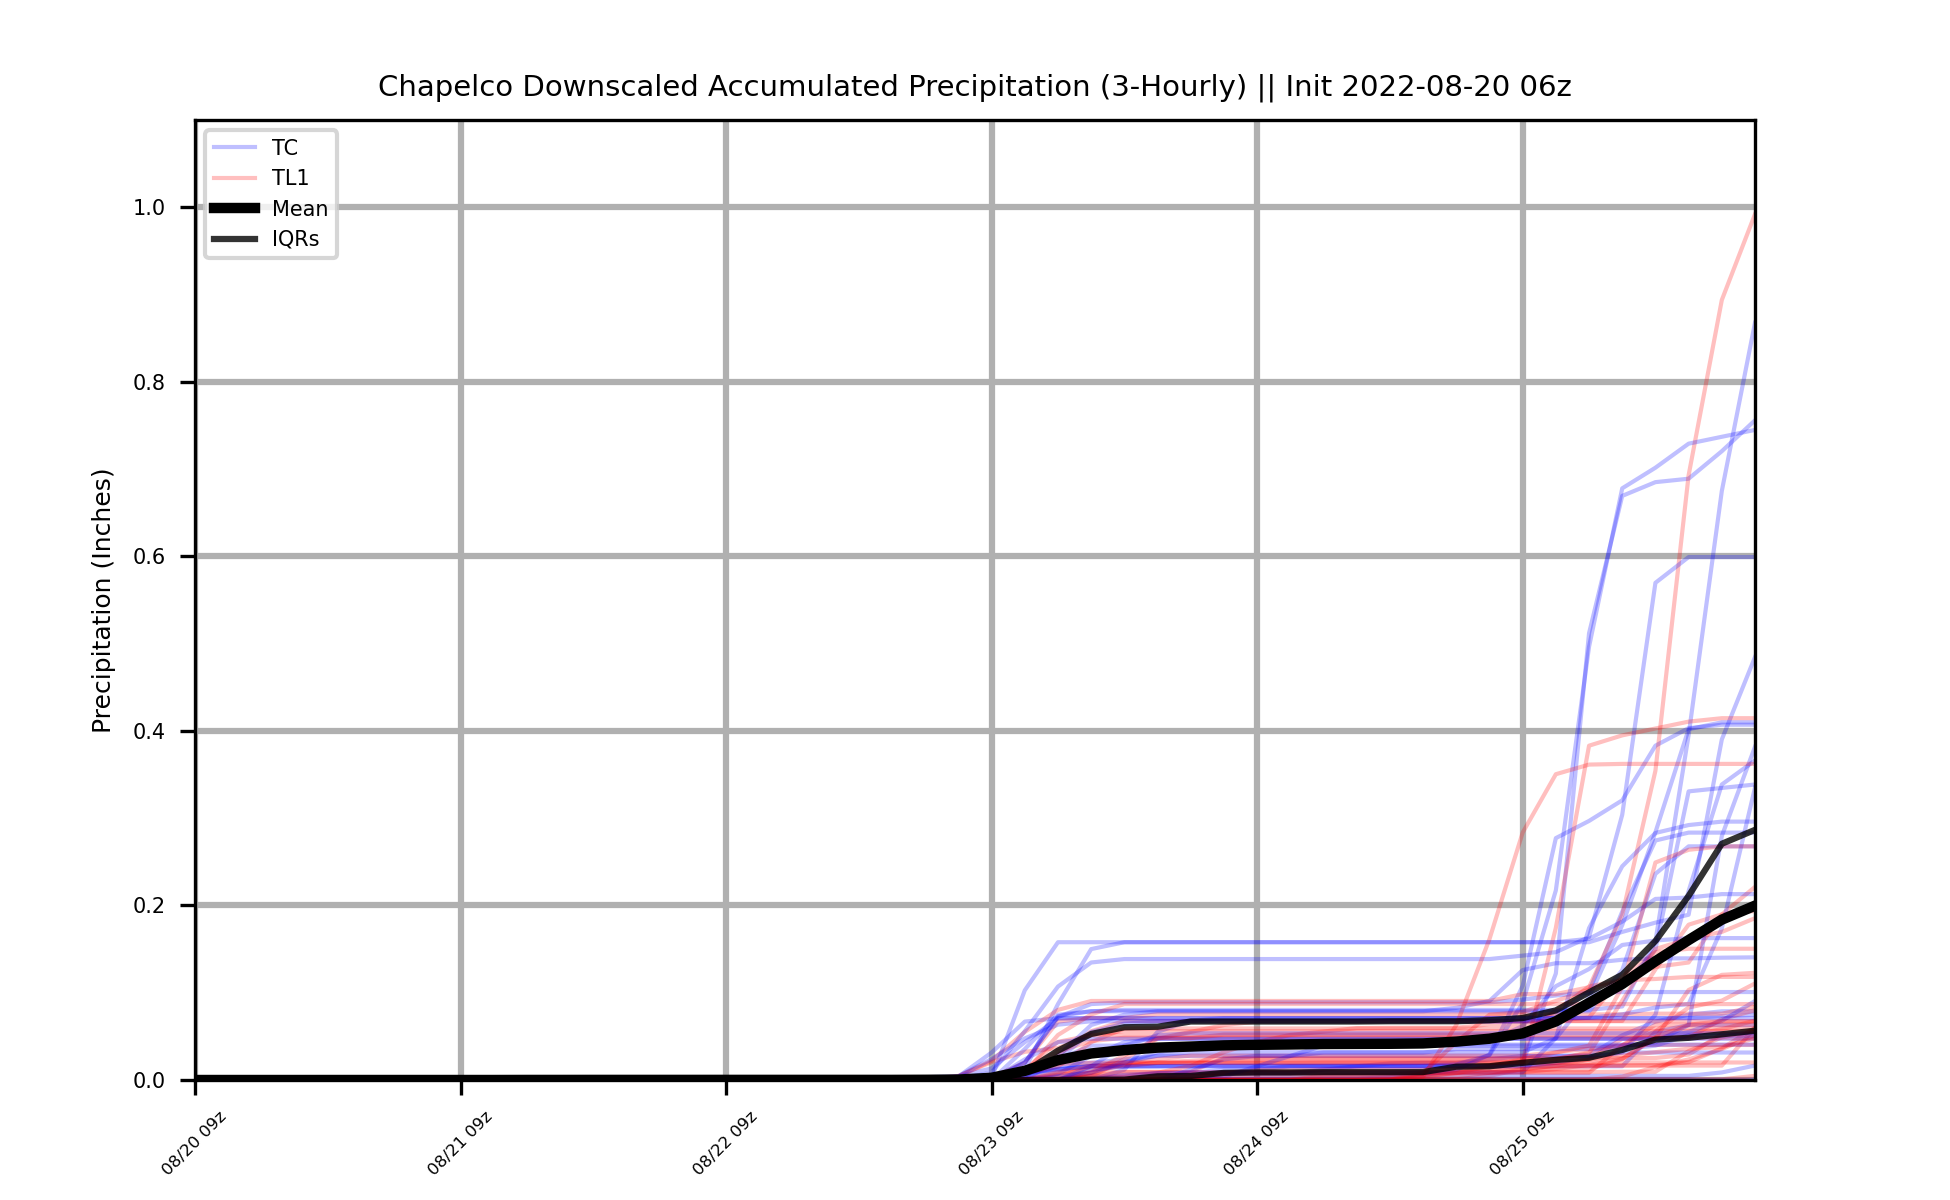 Chapelco Downscaled Accumulated Precipitation (3-Hourly) || Init 2022-08-20 06z
TC
TL1
Mean
IQRs
Precipitation (Inches)
1.0
0.8
0.6
0.4
0.2
0.0
08/20 09z
08/21 09z
08/22 09z
08/23 09z
08/24 09z
08/25 09z